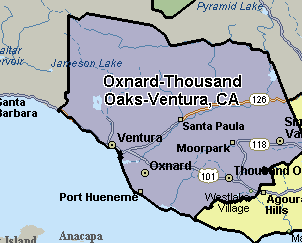 Pyramid Lake
Jameson Lake
Oxnard-Thousand
Oaks-Ventura, CA
126
Santa Paula
Barbara
Ventura
Moorpark
118
Oxnard
101
Thousand
Port Hueneme
Westlake
Village
Agoura
Hills
Anacapa
Island